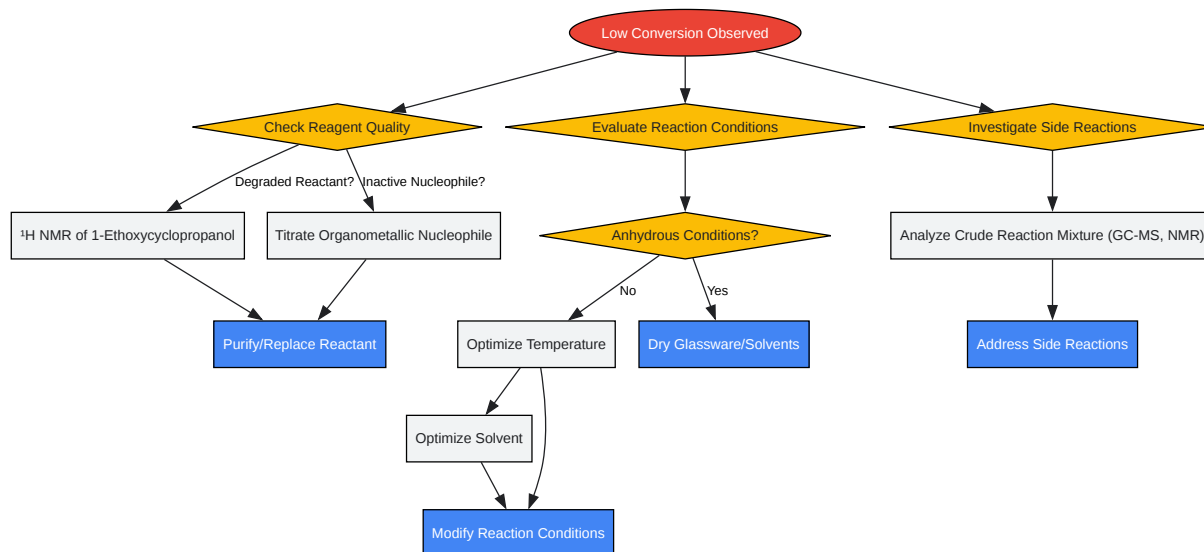 Low Conversion Observed
Check Reagent Quality
Evaluate Reaction Conditions
Investigate Side Reactions
Degraded Reactant?
Inactive Nucleophile?
¹H NMR of 1-Ethoxycyclopropanol
Titrate Organometallic Nucleophile
Anhydrous Conditions?
Analyze Crude Reaction Mixture (GC-MS, NMR)
No
Yes
Purify/Replace Reactant
Optimize Temperature
Dry Glassware/Solvents
Address Side Reactions
Optimize Solvent
Modify Reaction Conditions